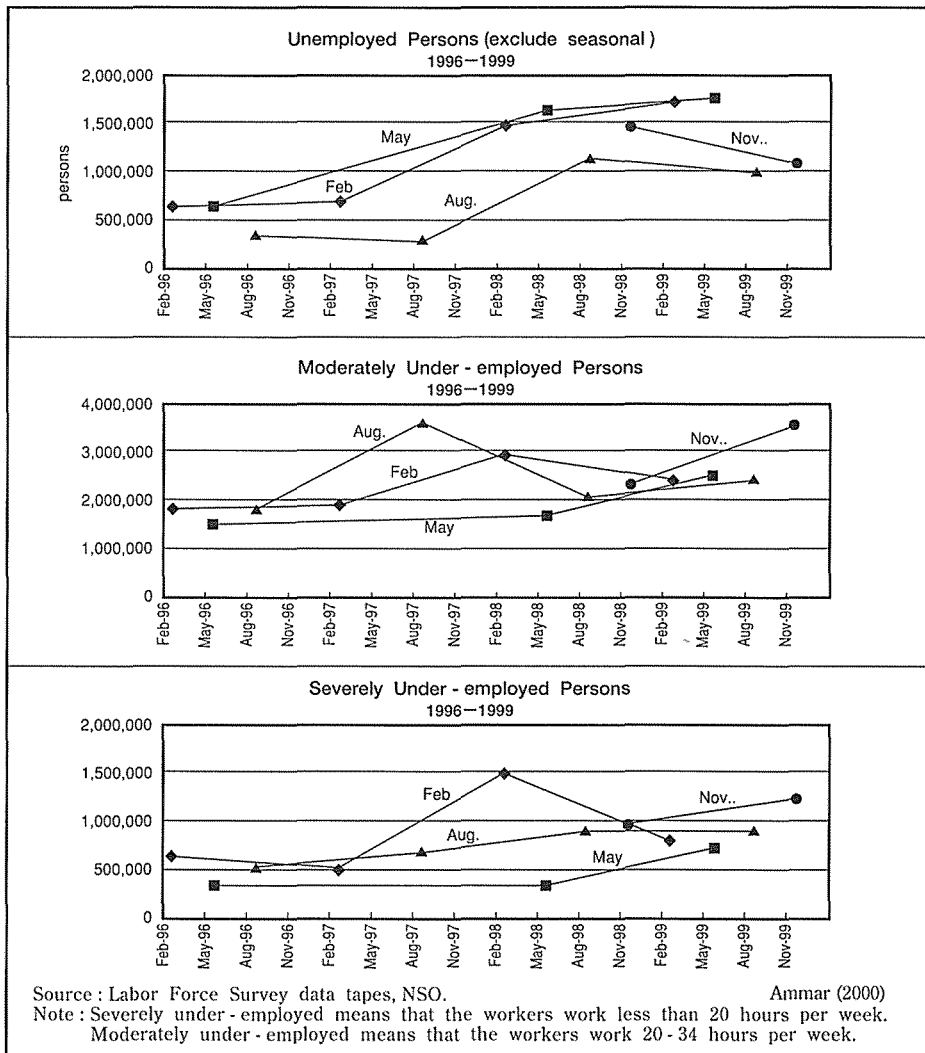 Unemployed Persons (exclude seasonal)
1996—1999
2,000,000
1,500,000
1,000,000
500,000
0
persons
May
Feb
Aug.
Nov..
Feb-96
May-96
Aug-96
Nov-96
Feb-97
May-97
Aug-97
Nov-97
Feb-98
May-98
Aug-98
Nov-98
Feb-99
May-99
Aug-99
Nov-99
Moderately Under - employed Persons
1996—1999
4,000,000
3,000,000
2,000,000
1,000,000
0
Aug.
Feb
Nov..
May
Feb-96
May-96
Aug-96
Nov-96
Feb-97
May-97
Aug-97
Nov-97
Feb-98
May-98
Aug-98
Nov-98
Feb-99
May-99
Aug-99
Nov-99
Severely Under - employed Persons
1996—1999
2,000,000
1,500,000
1,000,000
500,000
0
Feb
Nov..
Aug.
May
Feb-96
May-96
Aug-96
Nov-96
Feb-97
May-97
Aug-97
Nov-97
Feb-98
May-98
Aug-98
Nov-98
Feb-99
May-99
Aug-99
Nov-99
Source : Labor Force Survey data tapes, NSO. Ammar (2000)
Note : Severely under - employed means that the workers work less than 20 hours per week.
Moderately under - employed means that the workers work 20 - 34 hours per week.